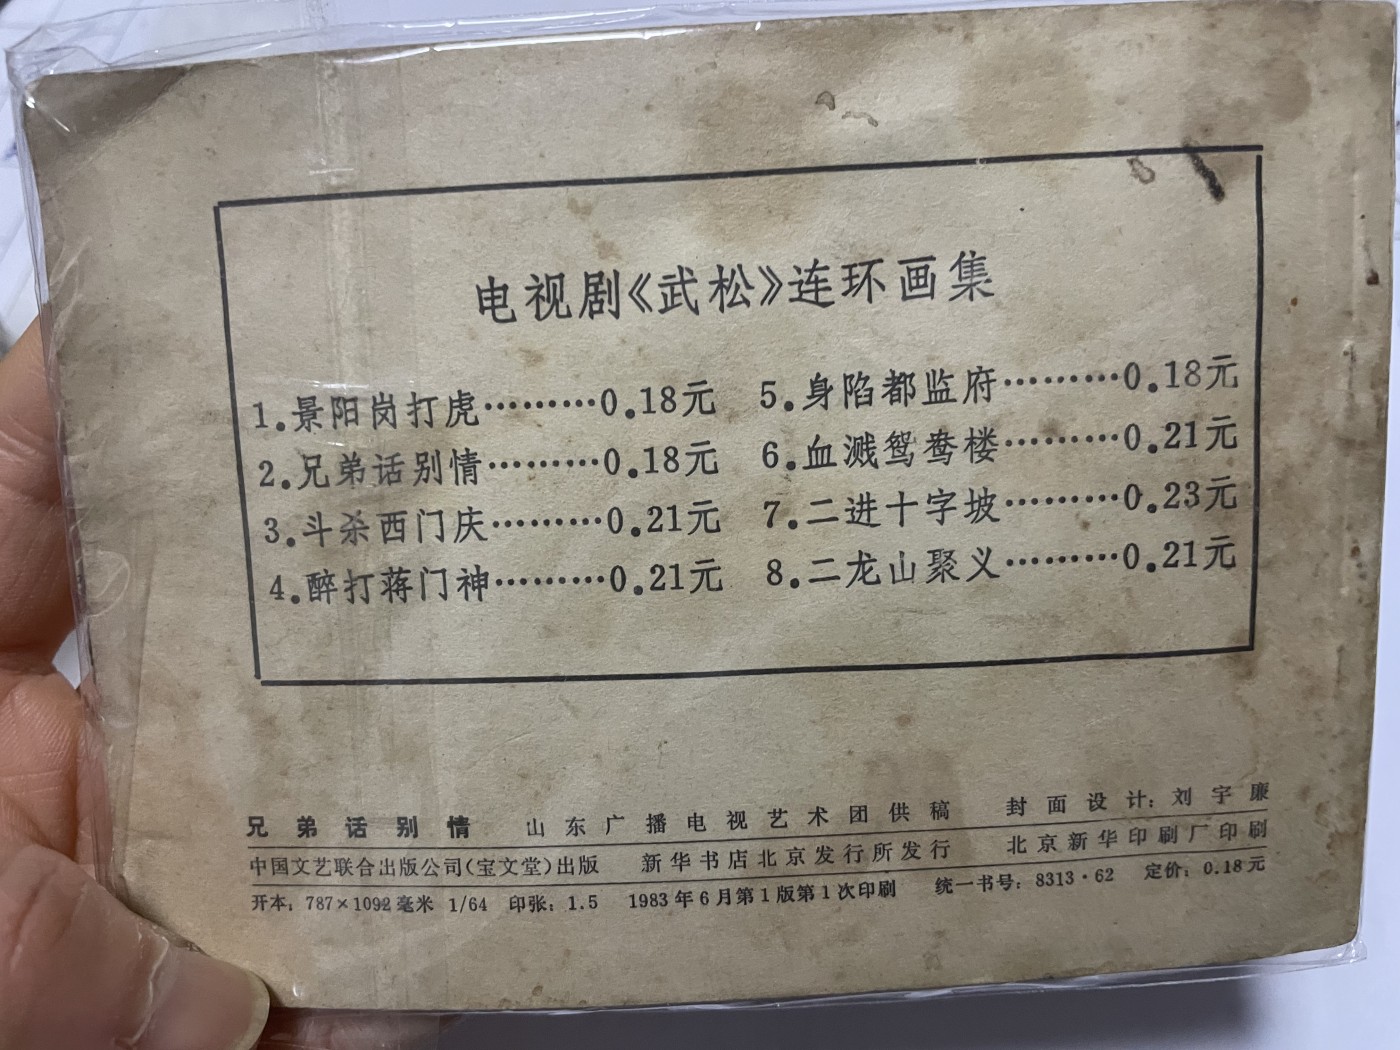 电视剧《武松》连环画集
1.景阳岗打虎………0.18元
2.兄弟话别情………0.18元
3.斗杀西门庆………0.21元
4.醉打蒋门神………0.21元
5.身陷都监府………0.18元
6.血溅鸳鸯楼………0.21元
7.二进十字坡………0.23元
8.二龙山聚义………0.21元
兄弟话别情 山东广播电视艺术团供稿 封面设计：刘宇廉
中国文艺联合出版公司(宝文堂)出版 新华书店北京发行所发行 北京新华印刷厂印刷
开本：787×1092毫米 1/64 印张：1.5 1983年6月第1版第1次印刷 统一书号：8313·62 定价：0.18元